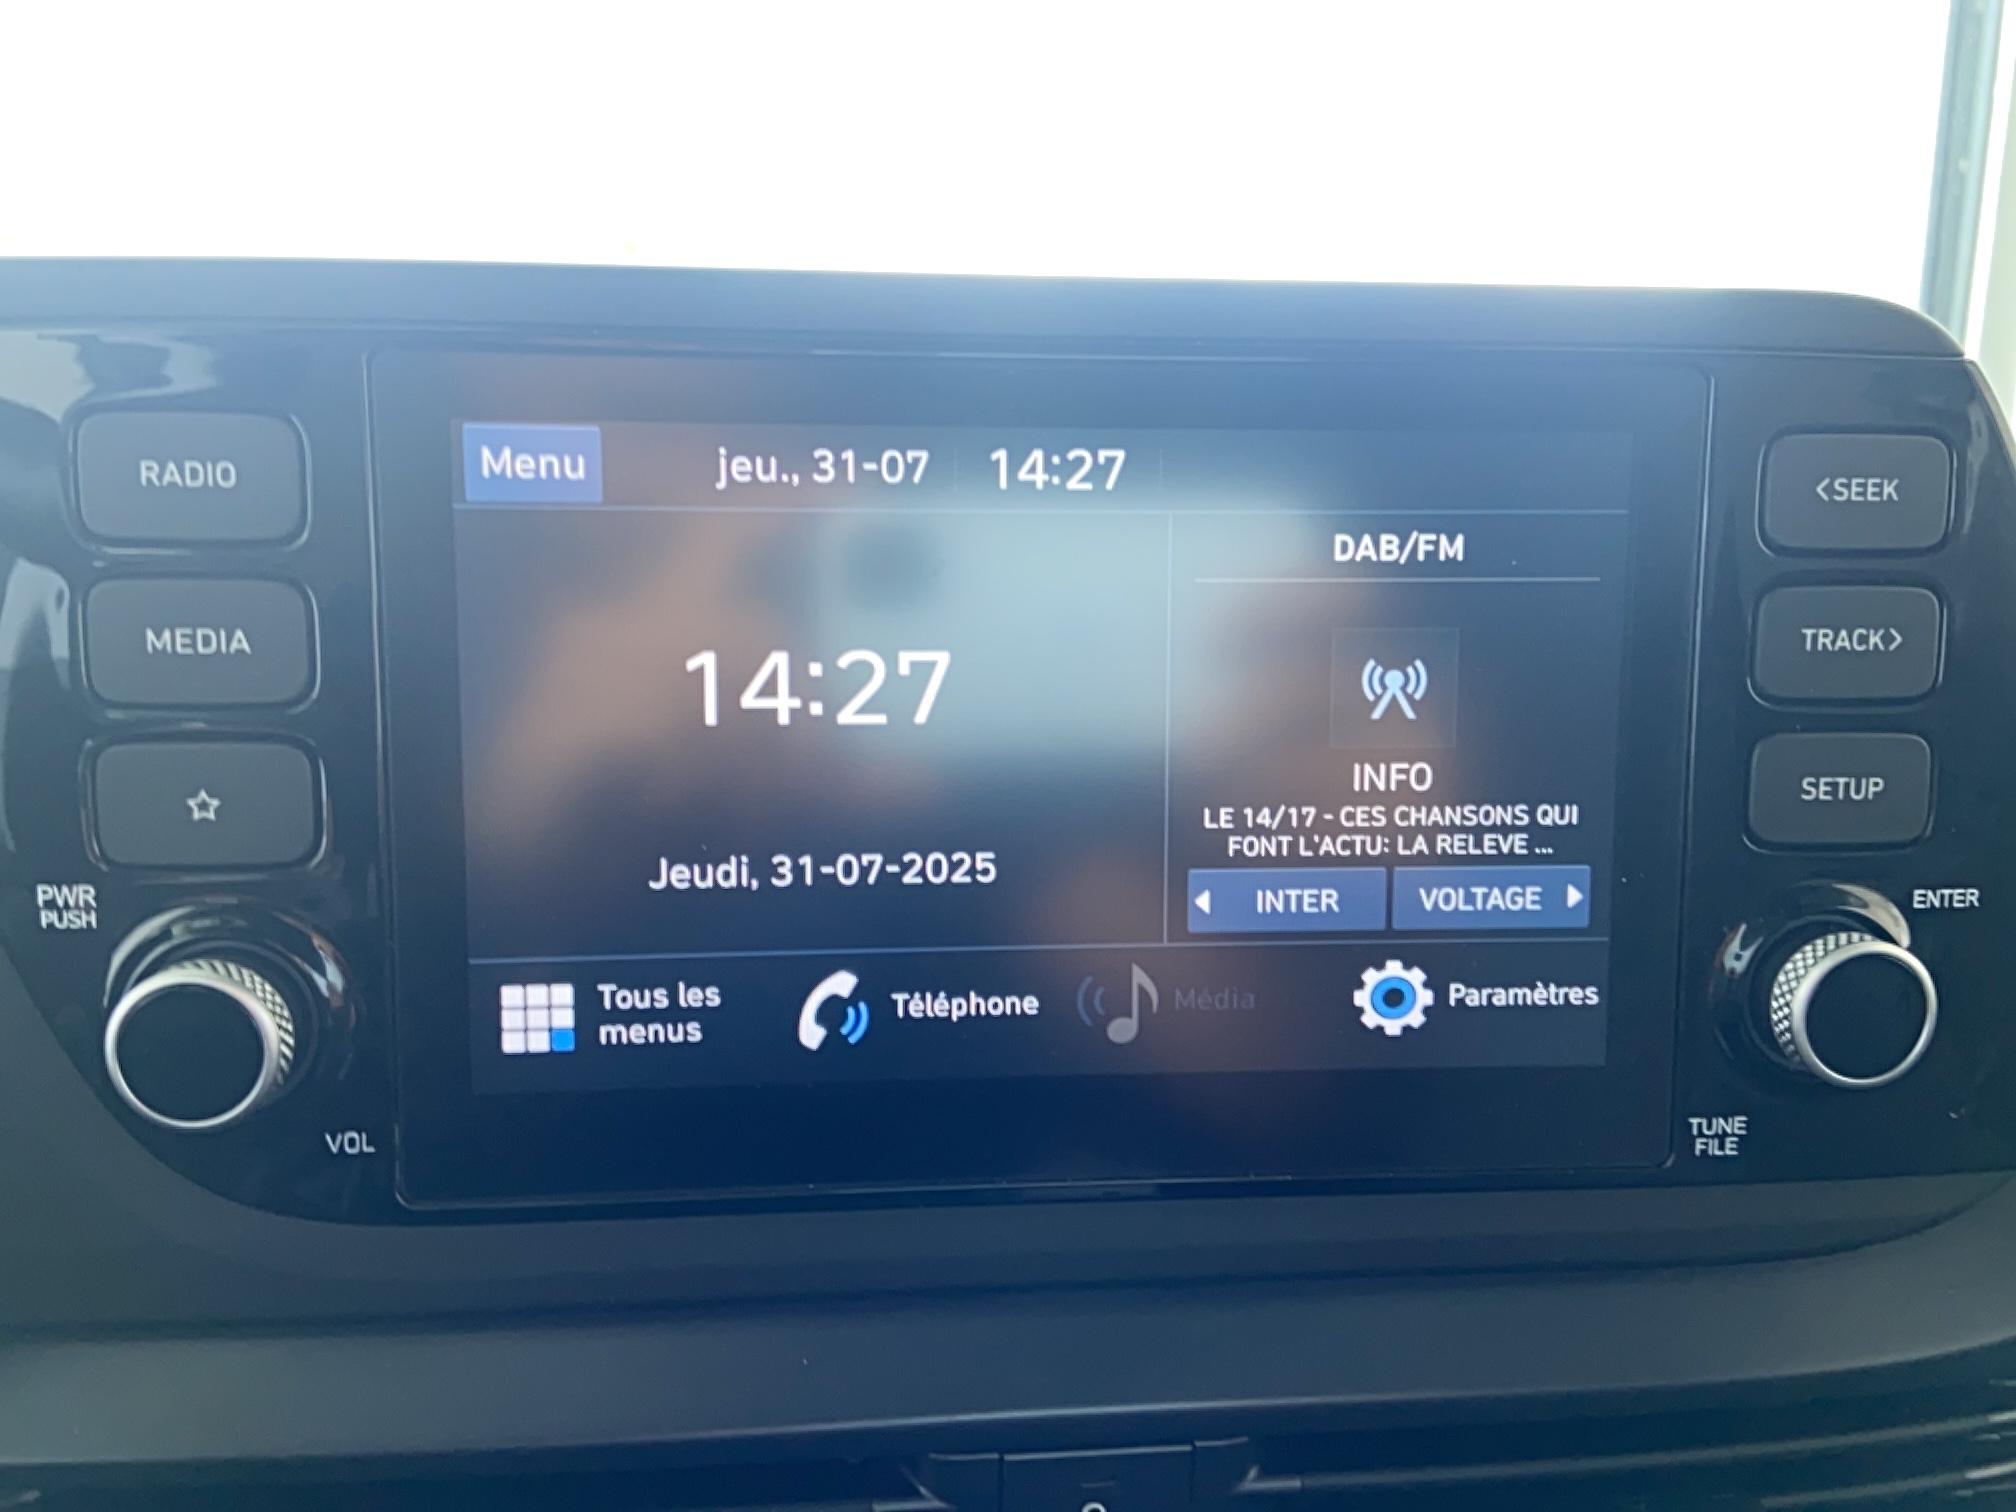 RADIO
MEDIA
PWR
PUSH
VOL
Menu
jeu., 31-07
14:27
14:27
Jeudi, 31-07-2025
DAB/FM
INFO
LE 14/17 - CES CHANSONS QUI
FONT L'ACTU: LA RELEVE ...
INTER
VOLTAGE
Tous les
menus
Téléphone
Média
Paramètres
<SEEK
TRACK>
SETUP
ENTER
TUNE
FILE